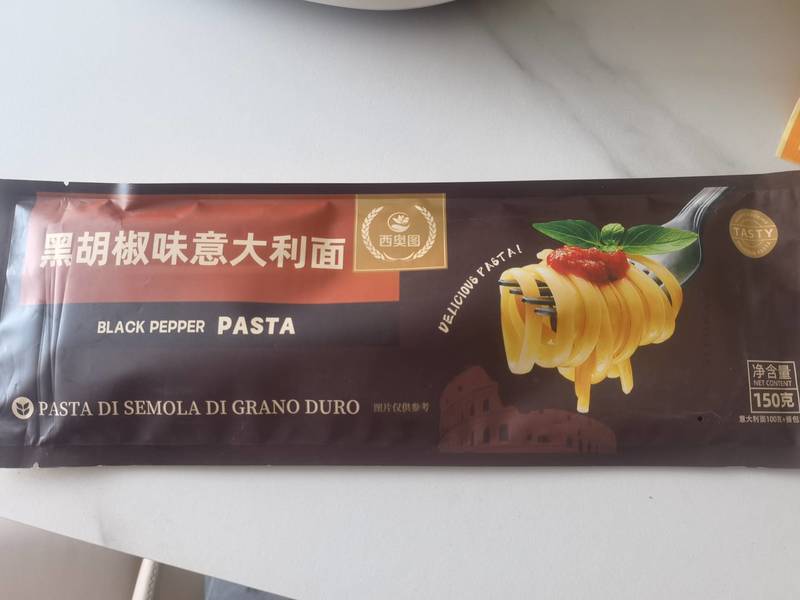 黑胡椒味意大利面
西奥图
BLACK PEPPER PASTA
PASTA DI SEMOLA DI GRANO DURO
图片仅供参考
DELICIOUS PASTA!
TASTY
净含量
NET CONTENT
150克
意大利面100克+酱包